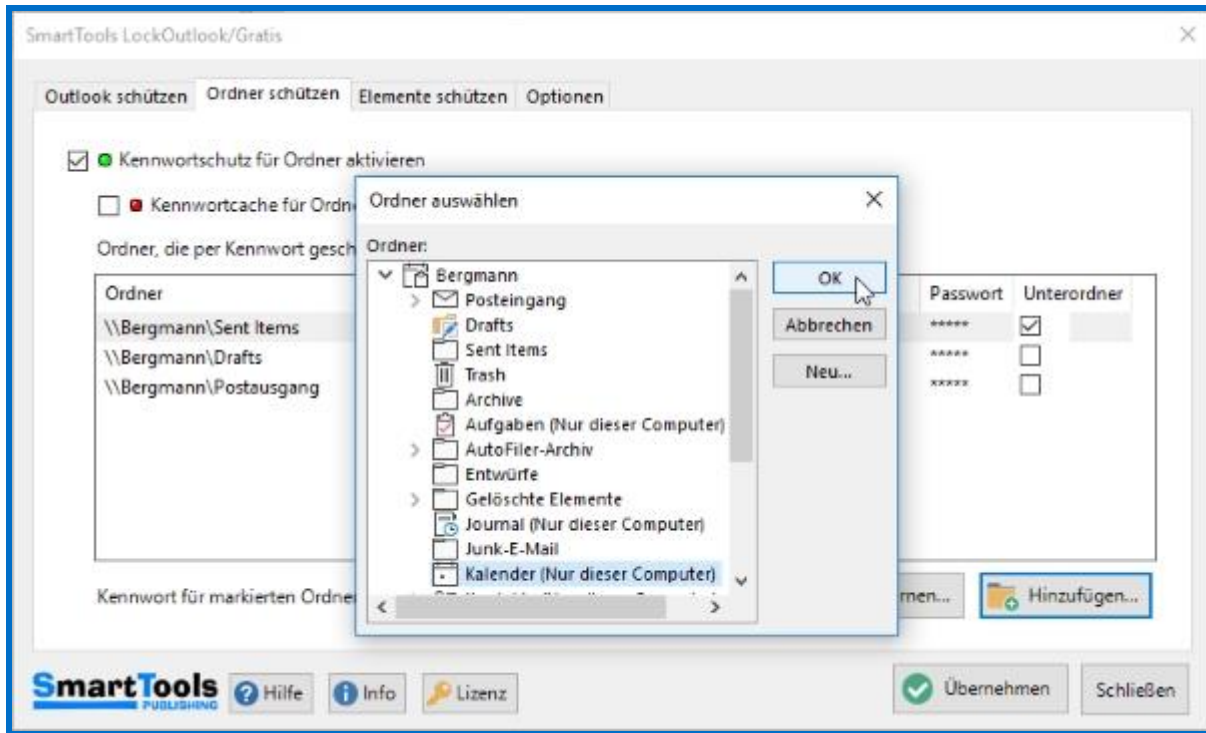 SmartTools LockOutlook/Gratis
Outlook schützen Ordner schützen Elemente schützen Optionen
Kennwortschutz für Ordner aktivieren
Kennwortcache für Ordn
Ordner, die per Kennwort gesch
Ordner Passwort Unterordner
\\Bergmann\Sent Items *****
\\Bergmann\Drafts *****
\\Bergmann\Postausgang *****
Kennwort für markierten Ordne
Ordner auswählen
Ordner:
Bergmann
Posteingang
Drafts
Sent Items
Trash
Archive
Aufgaben (Nur dieser Computer)
AutoFiler-Archiv
Entwürfe
Gelöschte Elemente
Journal (Nur dieser Computer)
Junk-E-Mail
Kalender (Nur dieser Computer)
OK
Abbrechen
Neu...
rnen... Hinzufügen...
SmartTools
PUBLISHING
Hilfe Info Lizenz Übernehmen Schließen